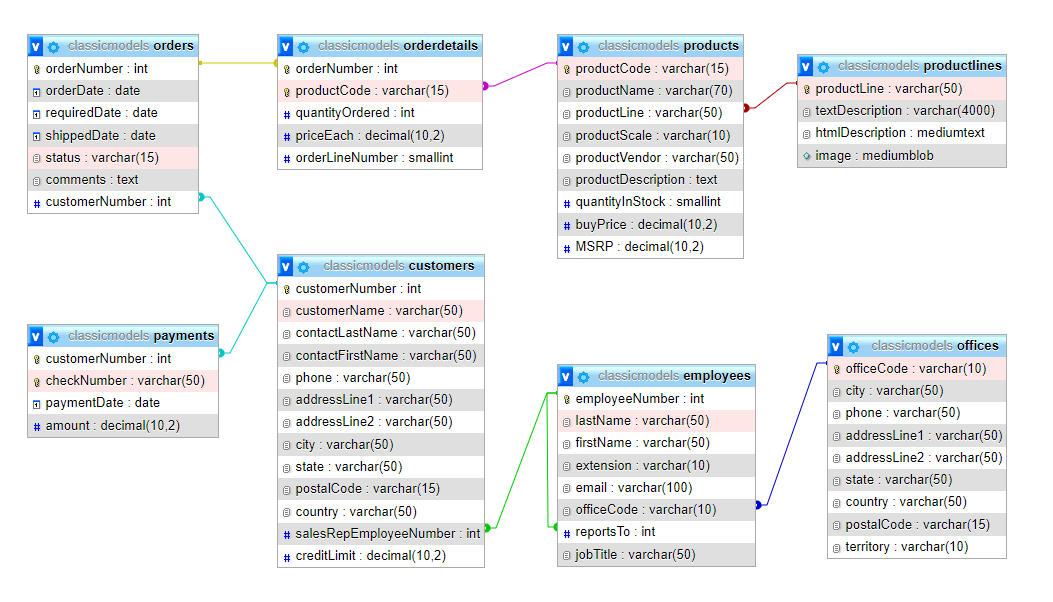 classicmodels orders
orderNumber : int
orderDate : date
requiredDate : date
shippedDate : date
status : varchar(15)
comments : text
customerNumber : int
classicmodels orderdetails
orderNumber : int
productCode : varchar(15)
quantityOrdered : int
priceEach : decimal(10,2)
orderLineNumber : smallint
classicmodels products
productCode : varchar(15)
productName : varchar(70)
productLine : varchar(50)
productScale : varchar(10)
productVendor : varchar(50)
productDescription : text
quantityInStock : smallint
buyPrice : decimal(10,2)
MSRP : decimal(10,2)
classicmodels productlines
productLine : varchar(50)
textDescription : varchar(4000)
htmlDescription : mediumtext
image : mediumblob
classicmodels payments
customerNumber : int
checkNumber : varchar(50)
paymentDate : date
amount : decimal(10,2)
classicmodels customers
customerNumber : int
customerName : varchar(50)
contactLastName : varchar(50)
contactFirstName : varchar(50)
phone : varchar(50)
addressLine1 : varchar(50)
addressLine2 : varchar(50)
city : varchar(50)
state : varchar(50)
postalCode : varchar(15)
country : varchar(50)
salesRepEmployeeNumber : int
creditLimit : decimal(10,2)
classicmodels employees
employeeNumber : int
lastName : varchar(50)
firstName : varchar(50)
extension : varchar(10)
email : varchar(100)
officeCode : varchar(10)
reportsTo : int
jobTitle : varchar(50)
classicmodels offices
officeCode : varchar(10)
city : varchar(50)
phone : varchar(50)
addressLine1 : varchar(50)
addressLine2 : varchar(50)
state : varchar(50)
country : varchar(50)
postalCode : varchar(15)
territory : varchar(10)